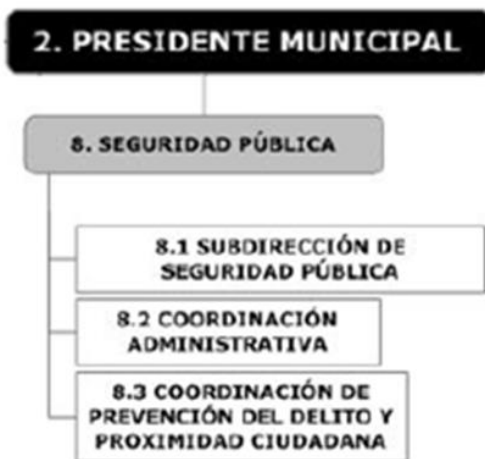 2. PRESIDENTE MUNICIPAL
8. SEGURIDAD PÚBLICA
8.1 SUBDIRECCIÓN DE
SEGURIDAD PÚBLICA
8.2 COORDINACIÓN
ADMINISTRATIVA
8.3 COORDINACIÓN DE
PREVENCIÓN DEL DELITO Y
PROXIMIDAD CIUDADANA